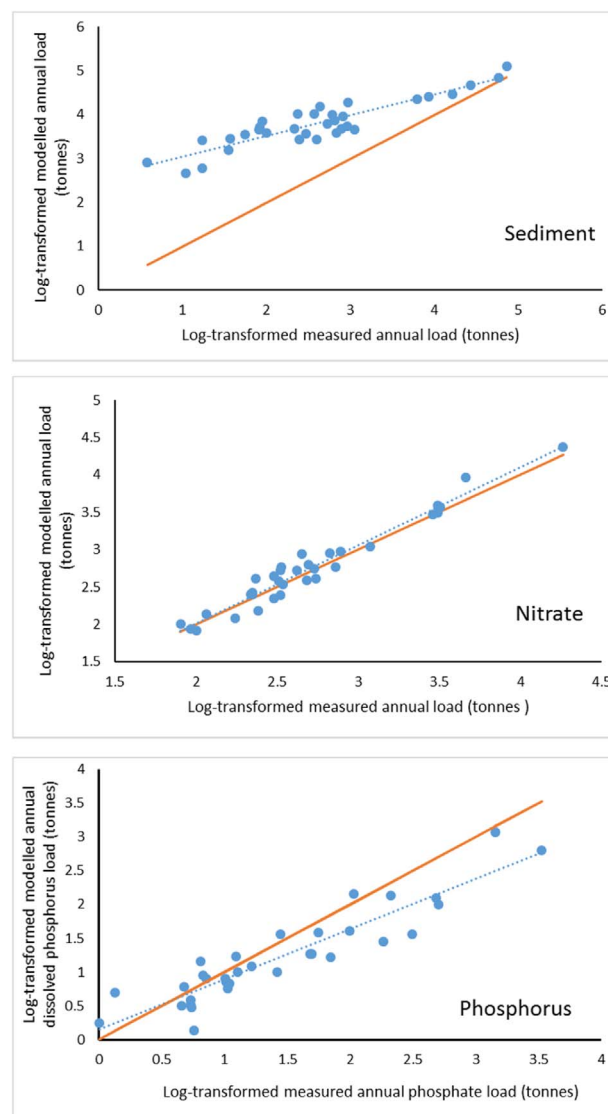 Log-transformed modelled annual load
(tonnes)
6
5
4
3
2
1
0
Sediment
0 1 2 3 4 5 6
Log-transformed measured annual load (tonnes)
Log-transformed modelled annual load
(tonnes)
5
4.5
4
3.5
3
2.5
2
1.5
Nitrate
1.5 2 2.5 3 3.5 4 4.5
Log-transformed measured annual load (tonnes )
Log-transformed modelled annual
dissolved phosphorus load (tonnes)
4
3.5
3
2.5
2
1.5
1
0.5
0
Phosphorus
0 0.5 1 1.5 2 2.5 3 3.5 4
Log-transformed measured annual phosphate load (tonnes)